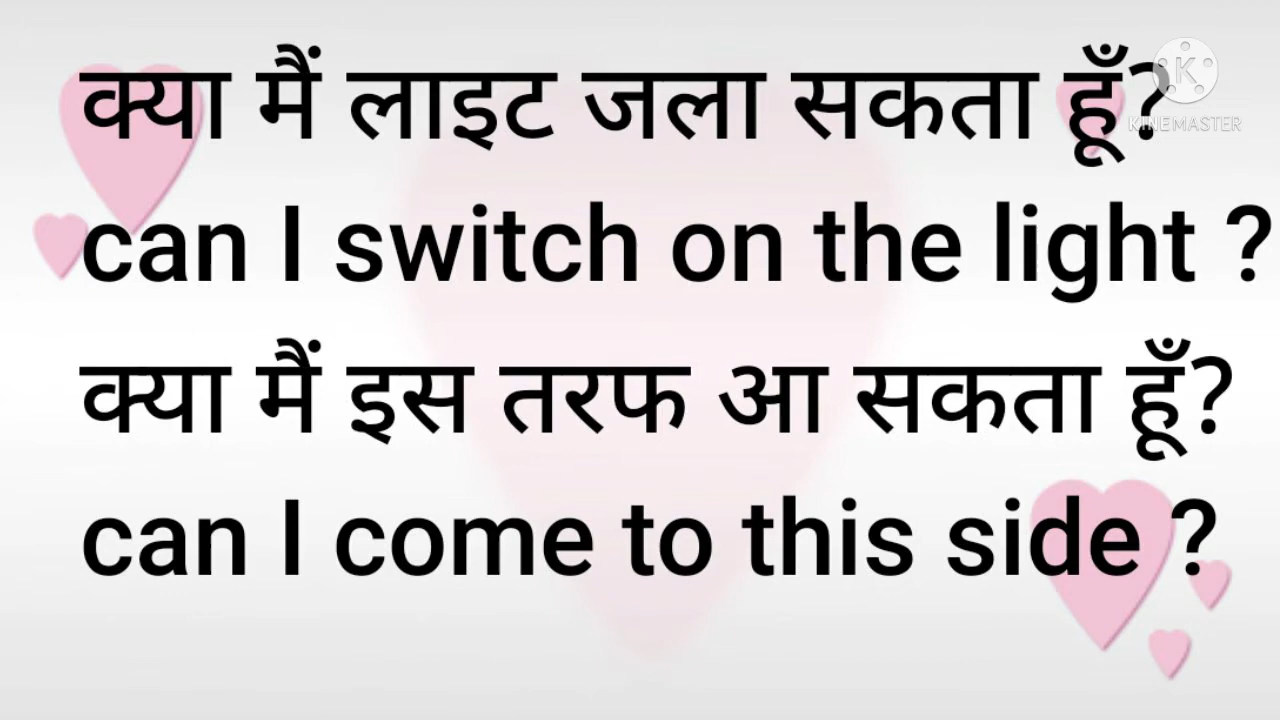 क्या मैं लाइट जला सकता हूँ?
KINEMASTER
can I switch on the light ?
क्या मैं इस तरफ आ सकता हूँ?
can I come to this side ?